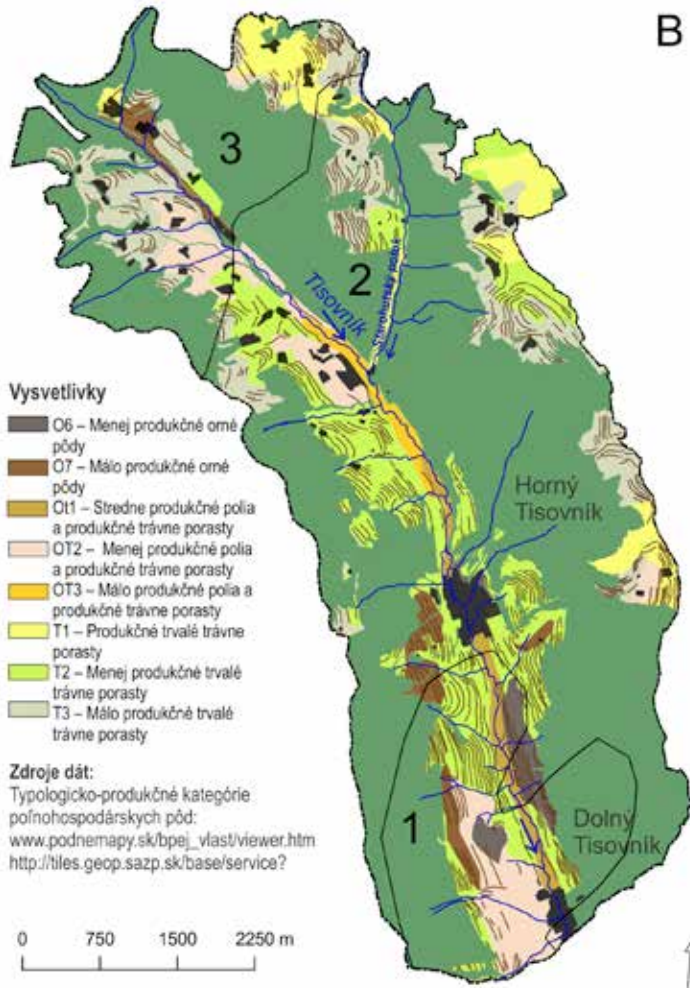 B
3
2
Tisovník
Starohutský potok
Vysvetlivky
O6 – Menej produkčné orné
pôdy
O7 – Málo produkčné orné
pôdy
Ot1 – Stredne produkčné polia
a produkčné trávne porasty
OT2 – Menej produkčné polia
a produkčné trávne porasty
OT3 – Málo produkčné polia a
produkčné trávne porasty
T1 – Produkčné trvalé trávne
porasty
T2 – Menej produkčné trvalé
trávne porasty
T3 – Málo produkčné trvalé
trávne porasty
Horný
Tisovník
Zdroje dát:
Typologicko-produkčné kategórie
poľnohospodárskych pôd:
www.podnemapy.sk/bpej_vlast/viewer.htm
http://tiles.geop.sazp.sk/base/service?
1
Dolný
Tisovník
0 750 1500 2250 m